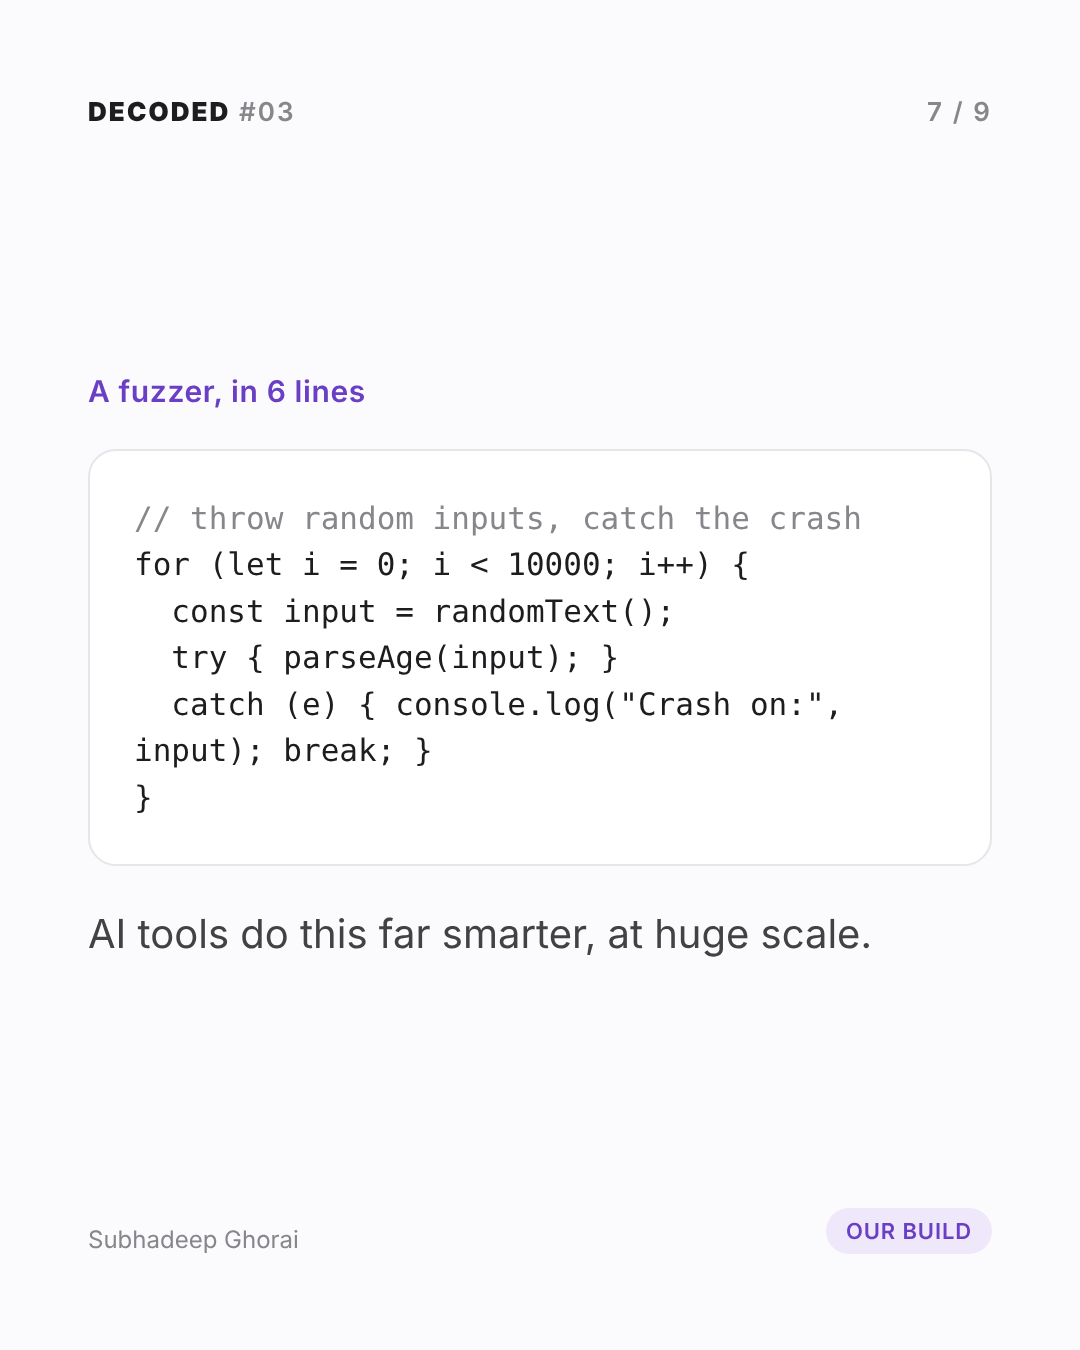 DECODED #03
7 / 9
A fuzzer, in 6 lines
// throw random inputs, catch the crash
for (let i = 0; i < 10000; i++) {
  const input = randomText();
  try { parseAge(input); }
  catch (e) { console.log("Crash on:",
input); break; }
}
AI tools do this far smarter, at huge scale.
Subhadeep Ghorai
OUR BUILD